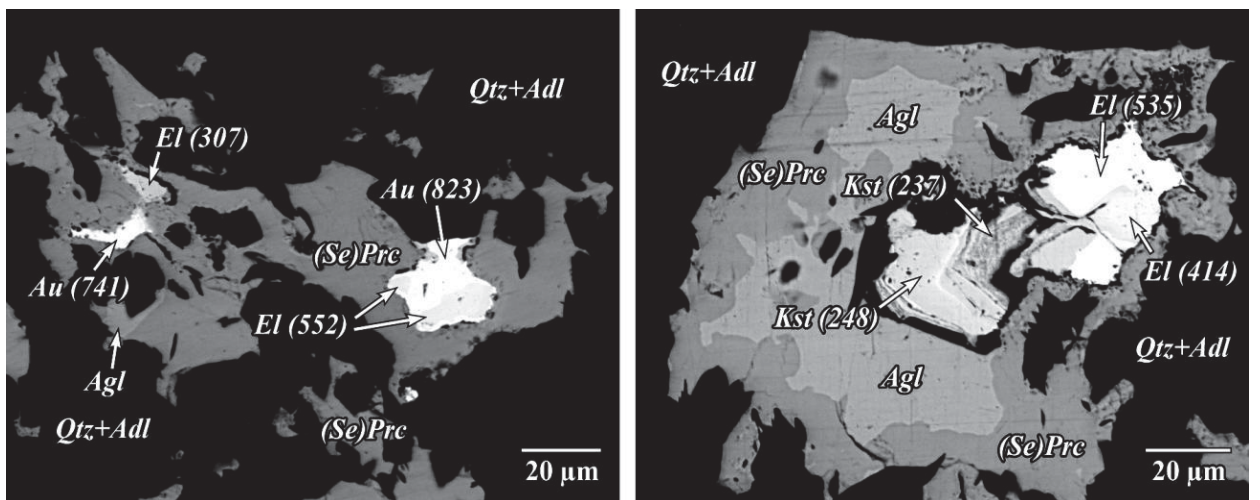 Qtz+Adl
El (307)
Au (823)
(Se)Prc
Au (741)
El (552)
Agl
Qtz+Adl
(Se)Prc
20 µm
Qtz+Adl
El (535)
Agl
(Se)Prc
Kst (237)
El (414)
Kst (248)
Qtz+Adl
Agl
(Se)Prc
20 µm